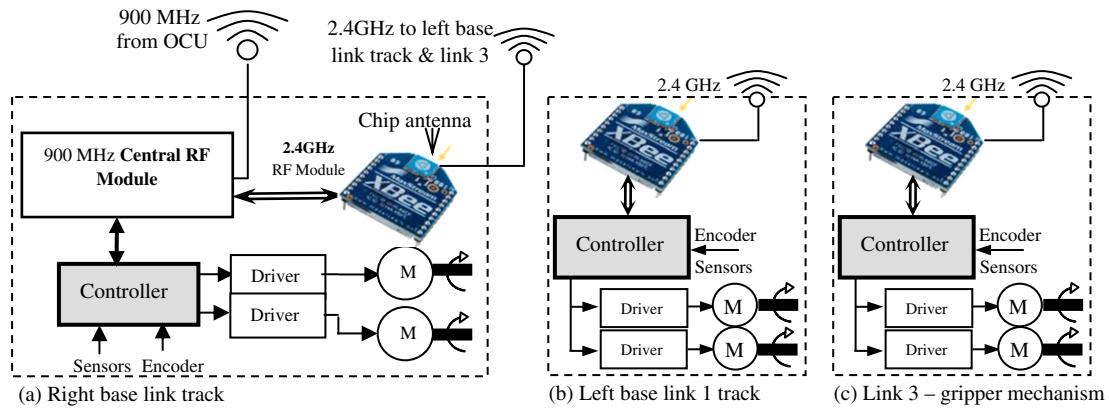 900 MHz
from OCU
2.4GHz to left base
link track & link 3
Chip antenna
900 MHz Central RF
Module
2.4GHz
RF Module
MaxStream
XBee
Controller
Driver
M
Driver
M
Sensors
Encoder
(a) Right base link track
2.4 GHz
MaxStream
XBee
Controller
Encoder
Sensors
Driver
M
Driver
M
(b) Left base link 1 track
2.4 GHz
MaxStream
XBee
Controller
Encoder
Sensors
Driver
M
Driver
M
(c) Link 3 – gripper mechanism